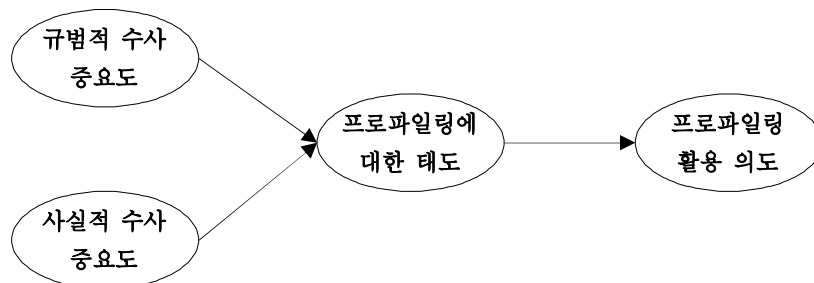 규범적 수사
중요도
프로파일링에
대한 태도
프로파일링
활용 의도
사실적 수사
중요도